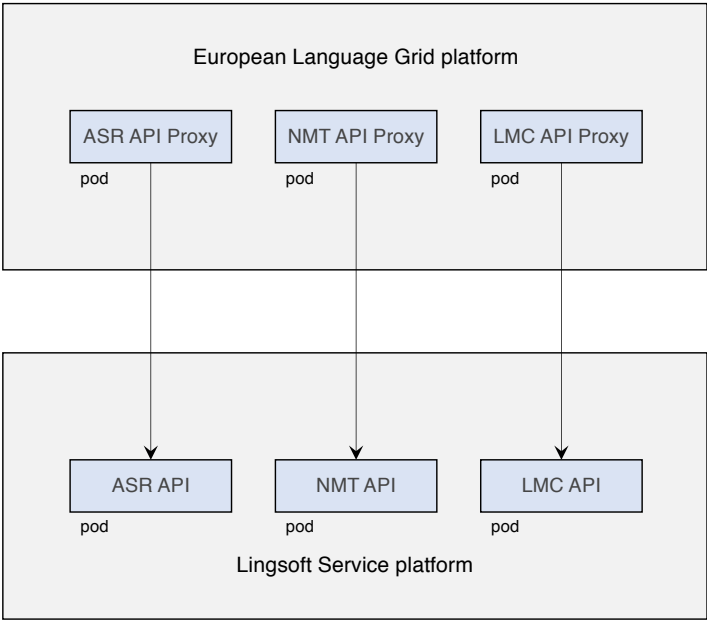 European Language Grid platform
ASR API Proxy NMT API Proxy LMC API Proxy
pod pod pod
ASR API NMT API LMC API
pod pod pod
Lingsoft Service platform